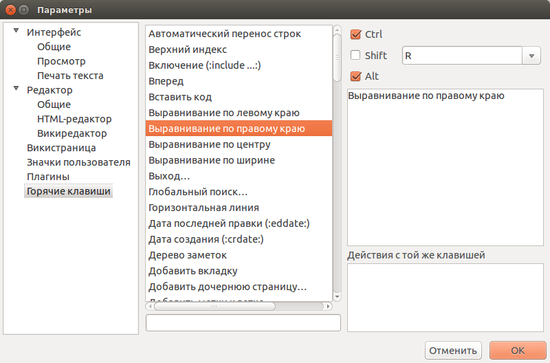 Параметры
Интерфейс
Общие
Просмотр
Печать текста
Редактор
Общие
HTML-редактор
Викиредактор
Викистраница
Значки пользователя
Плагины
Горячие клавиши
Автоматический перенос строк
Верхний индекс
Включение (:include ...:)
Вперед
Вставить код
Выравнивание по левому краю
Выравнивание по правому краю
Выравнивание по центру
Выравнивание по ширине
Выход...
Глобальный поиск...
Горизонтальная линия
Дата последней правки (:eddate:)
Дата создания (:crdate:)
Дерево заметок
Добавить вкладку
Добавить дочернюю страницу...
Ctrl
Shift
R
Alt
Выравнивание по правому краю
Действия с той же клавишей
Отменить
OK